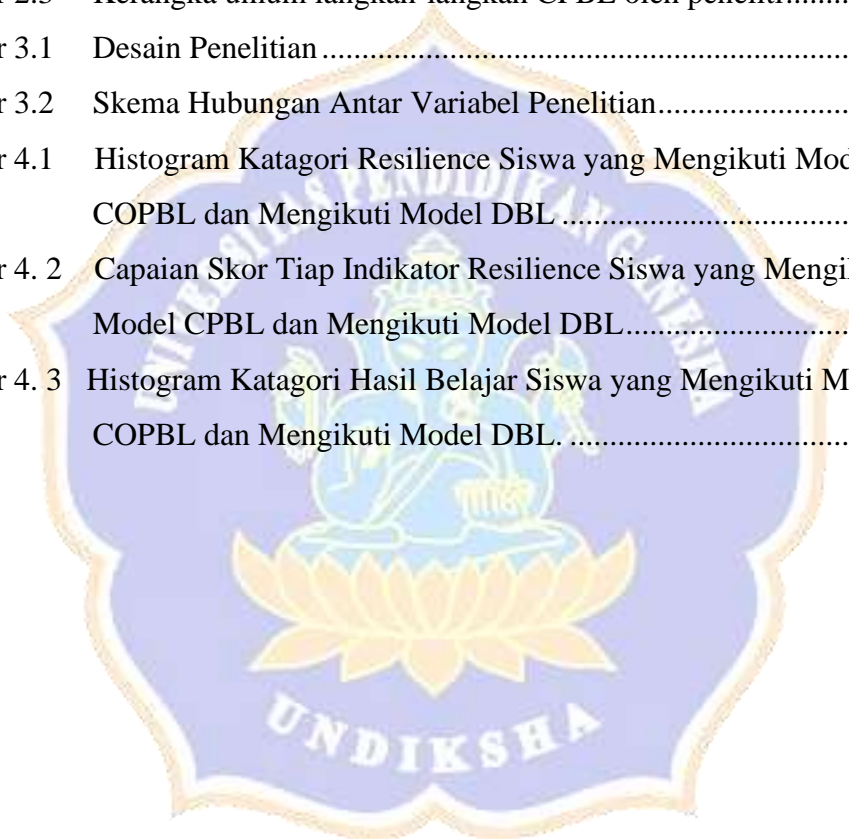 r 2.3 Kerangka umum langkah-langkah CPBL oleh peneliti.........
r 3.1 Desain Penelitian.....................................................................
r 3.2 Skema Hubungan Antar Variabel Penelitian.........................
r 4.1 Histogram Katagori Resilience Siswa yang Mengikuti Mod
COPBL dan Mengikuti Model DBL.....................................
r 4. 2 Capaian Skor Tiap Indikator Resilience Siswa yang Mengi
Model CPBL dan Mengikuti Model DBL.............................
r 4. 3 Histogram Katagori Hasil Belajar Siswa yang Mengikuti M
COPBL dan Mengikuti Model DBL. ....................................
UNIVERSITAS PENDIDIKAN GANESHA
UNDIKSHA